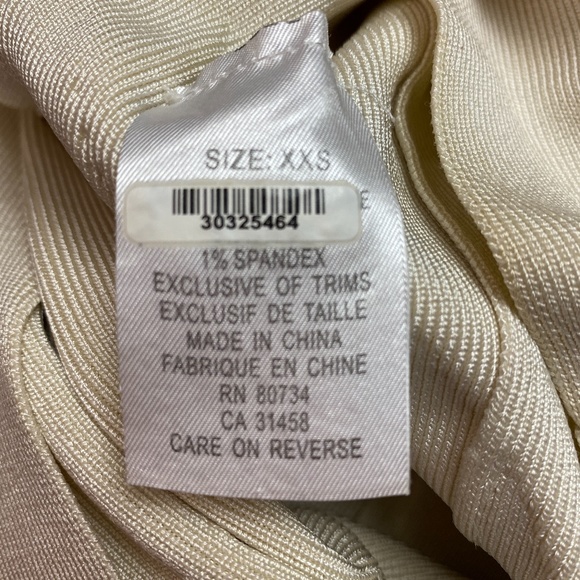 SIZE: XXS
30325464
1% SPANDEX
EXCLUSIVE OF TRIMS
EXCLUSIF DE TAILLE
MADE IN CHINA
FABRIQUE EN CHINE
RN 80734
CA 31458
CARE ON REVERSE